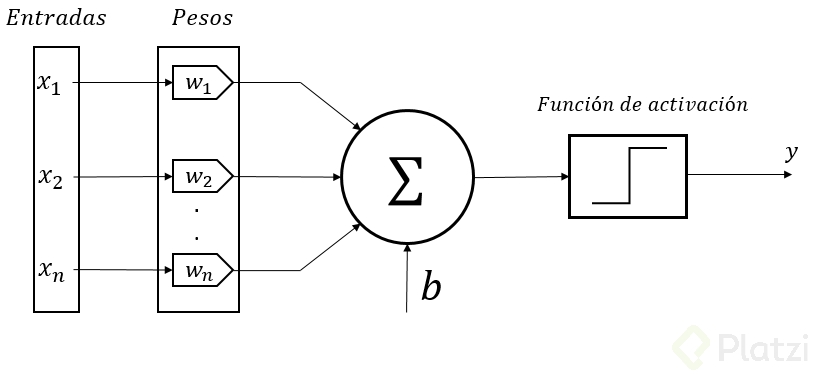 Entradas Pesos
x₁ w₁
Función de activación
x₂ w₂ Σ y
.
.
xₙ wₙ
b
Platzi